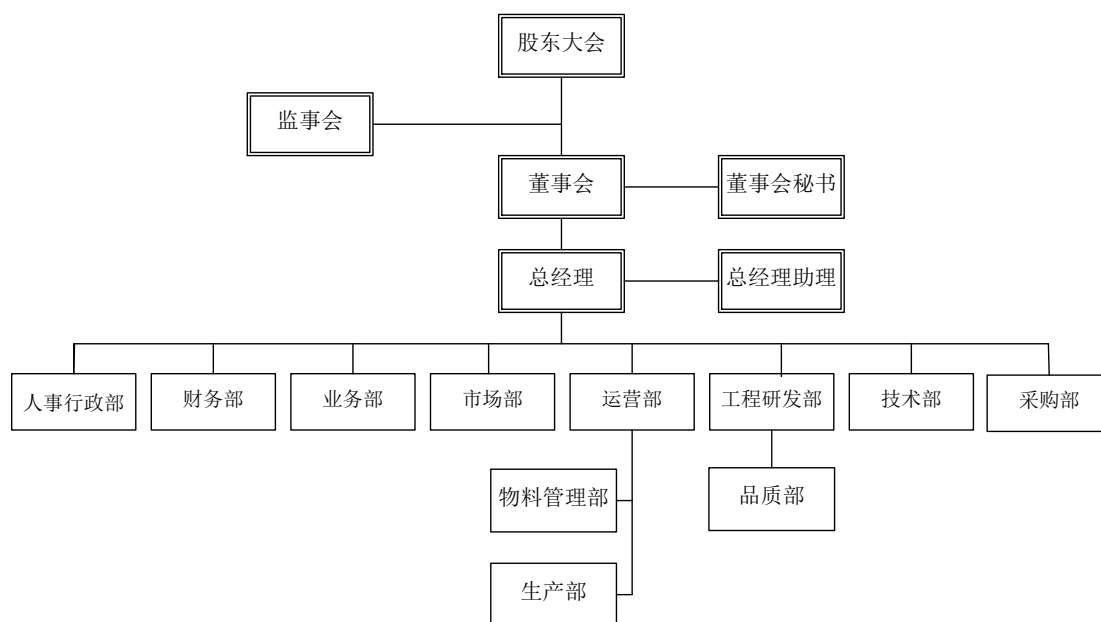 股东大会
监事会
董事会
董事会秘书
总经理
总经理助理
人事行政部
财务部
业务部
市场部
运营部
工程研发部
技术部
采购部
物料管理部
品质部
生产部